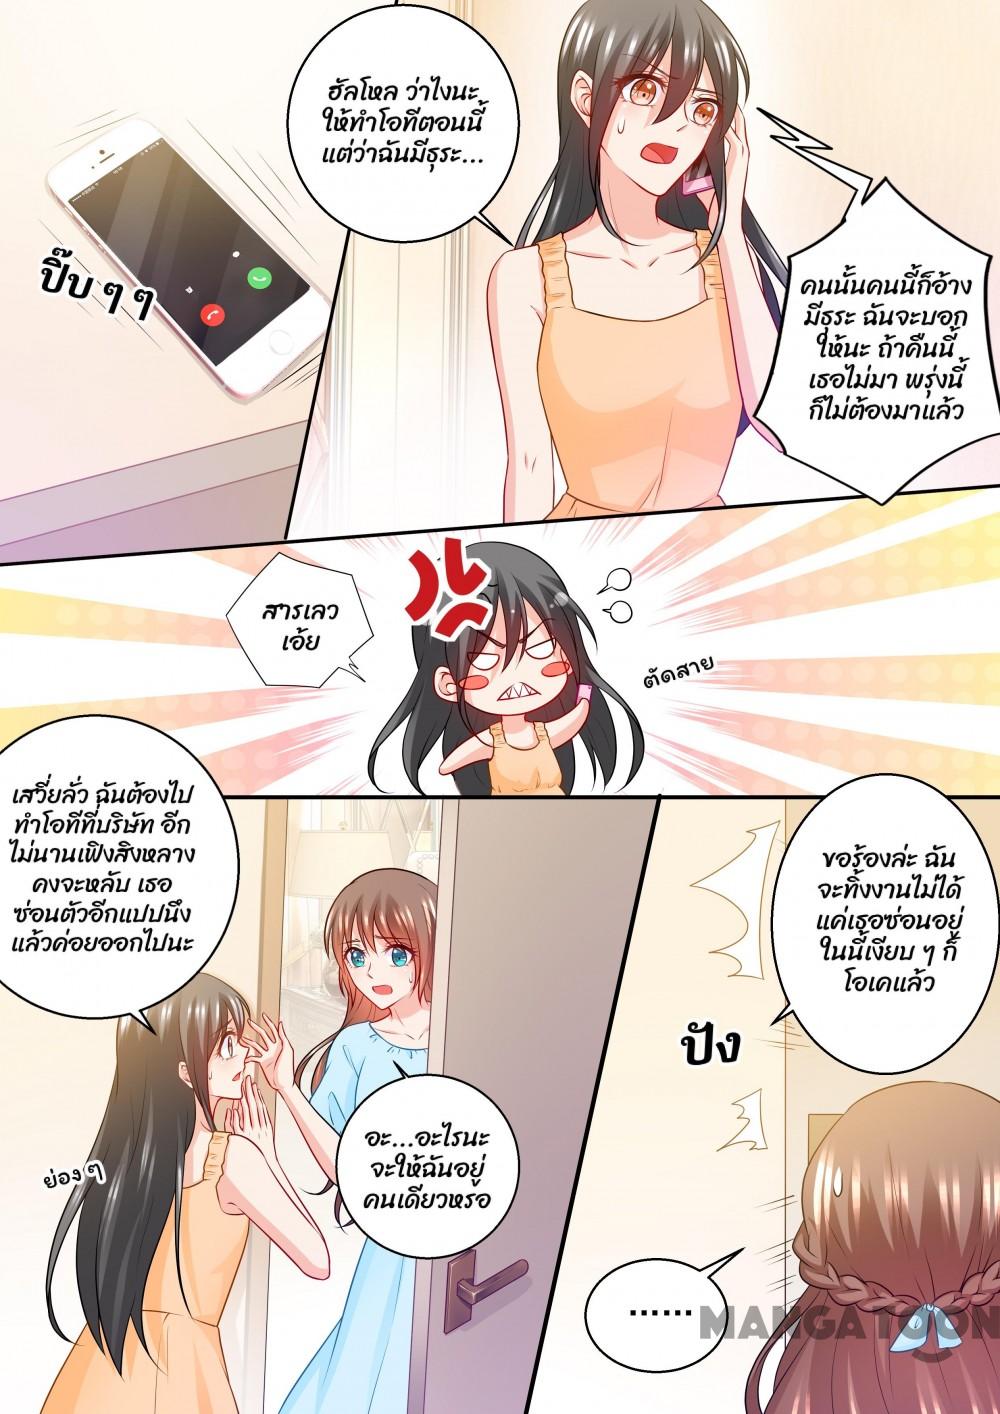 ฮัลโหล ว่าไงนะ
ให้ทำโอทีตอนนี้
แต่ว่าฉันมีธุระ...
ปี๊บ ๆ ๆ
คนนั้นคนนี้ก็อ้าง
มีธุระ ฉันจะบอก
ให้นะ ถ้าคืนนี้
เธอไม่มา พรุ่งนี้
ก็ไม่ต้องมาแล้ว
สารเลว
เอ้ย
ตัดสาย
เสวี่ยลั่ว ฉันต้องไป
ทำโอทีที่บริษัท อีก
ไม่นานเฟิงสิงหลาง
คงจะหลับ เธอ
ซ่อนตัวอีกแปปนึง
แล้วค่อยออกไปนะ
ย่อง ๆ
อะ...อะไรนะ
จะให้ฉันอยู่
คนเดียวหรอ
ขอร้องล่ะ ฉัน
จะทิ้งงานไม่ได้
แค่เธอซ่อนอยู่
ในนี้เงียบ ๆ ก็
โอเคแล้ว
ปัง
......
MANGATOON